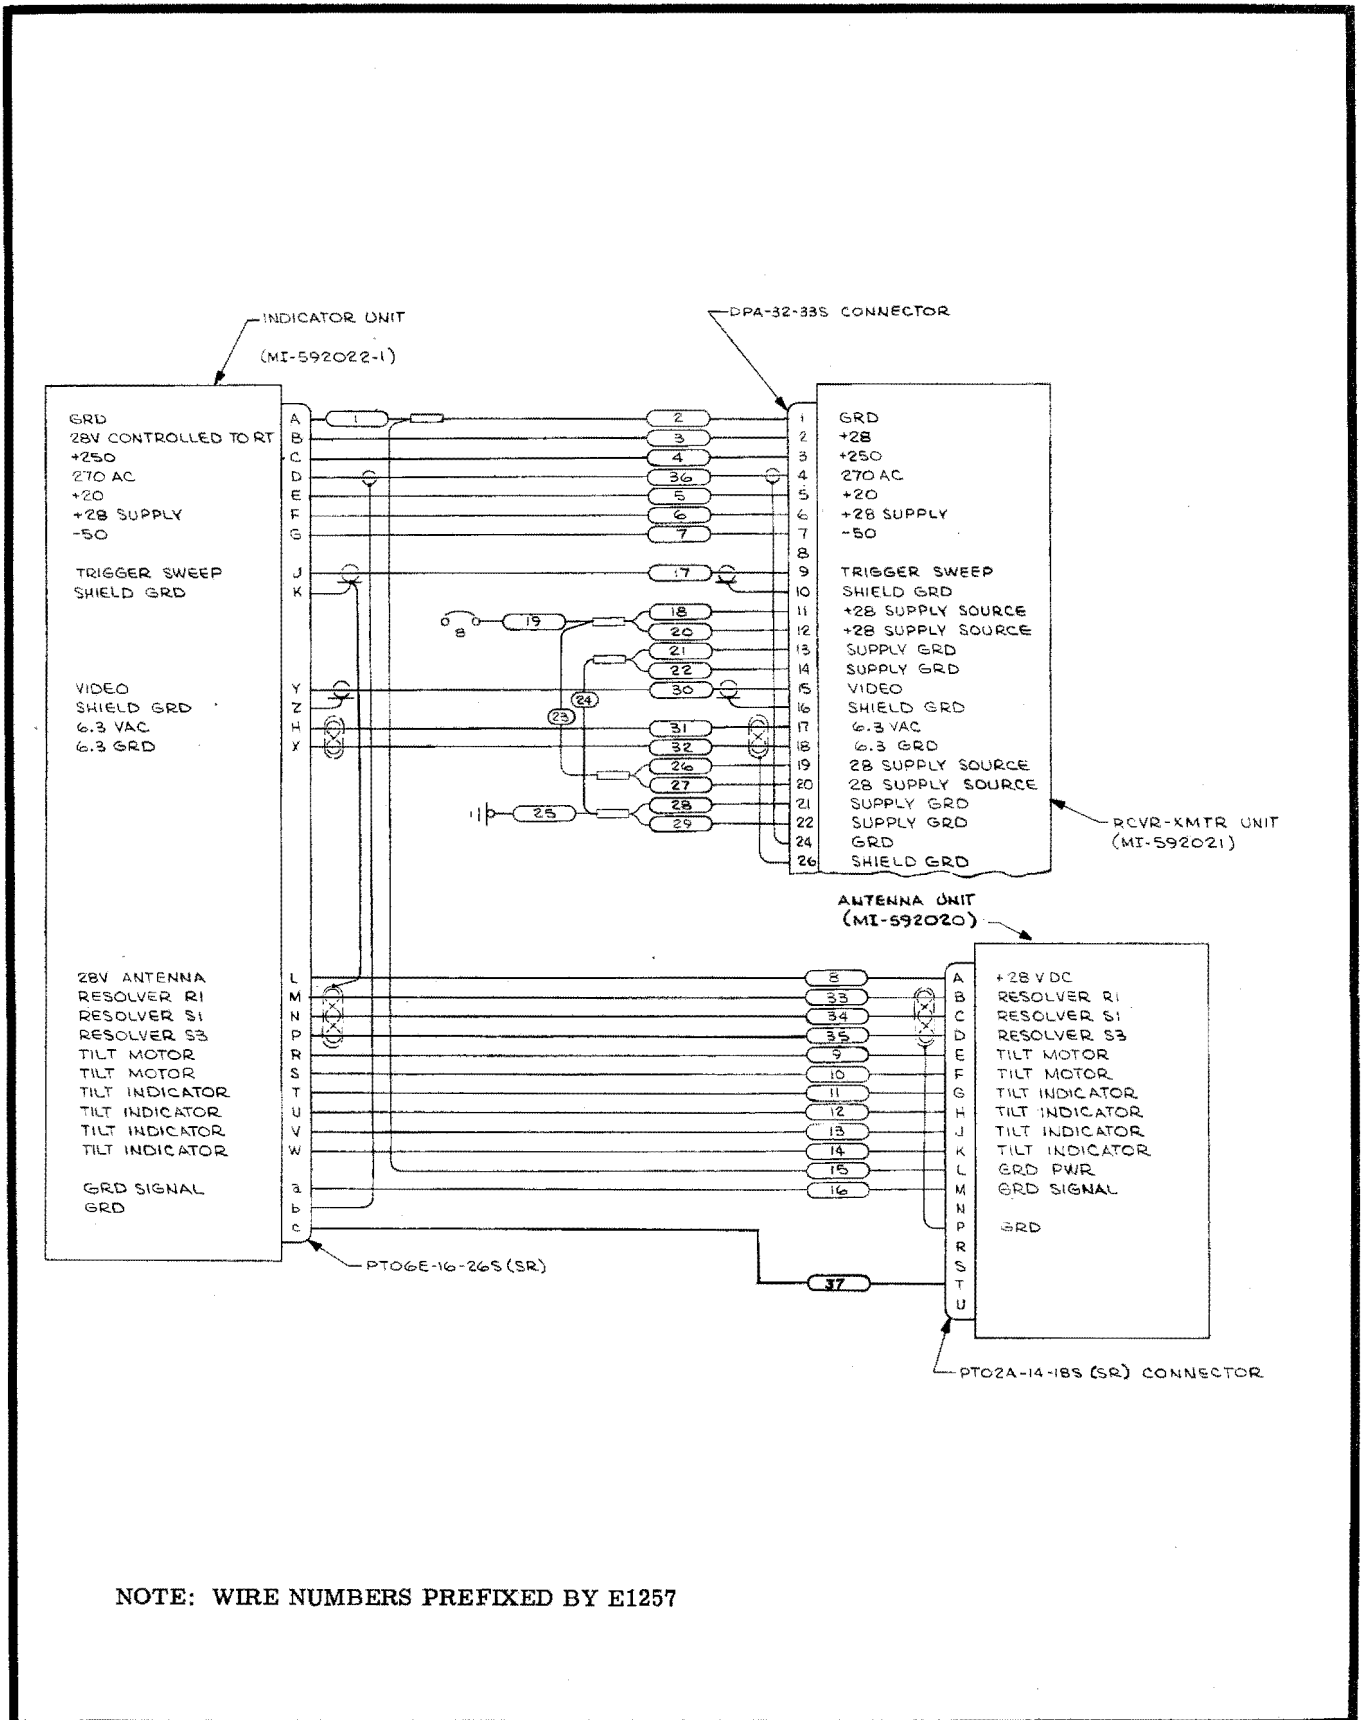 INDICATOR UNIT
(MI-592022-1)
DPA-32-33S CONNECTOR
GRD A 1 2 1 GRD
28V CONTROLLED TO RT B 3 2 +28
+250 C 4 3 +250
270 AC D 36 4 270 AC
+20 E 5 5 +20
+28 SUPPLY F 6 6 +28 SUPPLY
-50 G 7 7 -50
8
TRIGGER SWEEP J 17 9 TRIGGER SWEEP
SHIELD GRD K 10 SHIELD GRD
8 19 18 11 +28 SUPPLY SOURCE
20 12 +28 SUPPLY SOURCE
21 13 SUPPLY GRD
22 14 SUPPLY GRD
VIDEO Y 30 15 VIDEO
SHIELD GRD Z 24 16 SHIELD GRD
6.3 VAC H 23 31 17 6.3 VAC
6.3 GRD X 32 18 6.3 GRD
26 19 28 SUPPLY SOURCE
27 20 28 SUPPLY SOURCE
28 21 SUPPLY GRD
25 29 22 SUPPLY GRD
24 GRD
26 SHIELD GRD
RCVR-XMTR UNIT
(MI-592021)
ANTENNA UNIT
(MI-592020)
28V ANTENNA L 8 A +28 VDC
RESOLVER R1 M 33 B RESOLVER R1
RESOLVER S1 N 34 C RESOLVER S1
RESOLVER S3 P 35 D RESOLVER S3
TILT MOTOR R 9 E TILT MOTOR
TILT MOTOR S 10 F TILT MOTOR
TILT INDICATOR T 11 G TILT INDICATOR
TILT INDICATOR U 12 H TILT INDICATOR
TILT INDICATOR V 13 J TILT INDICATOR
TILT INDICATOR W 14 K TILT INDICATOR
15 L GRD PWR
GRD SIGNAL a 16 M GRD SIGNAL
GRD b N
c P GRD
R
S
37 T
U
PT06E-16-26S (SR)
PT02A-14-18S (SR) CONNECTOR
NOTE: WIRE NUMBERS PREFIXED BY E1257